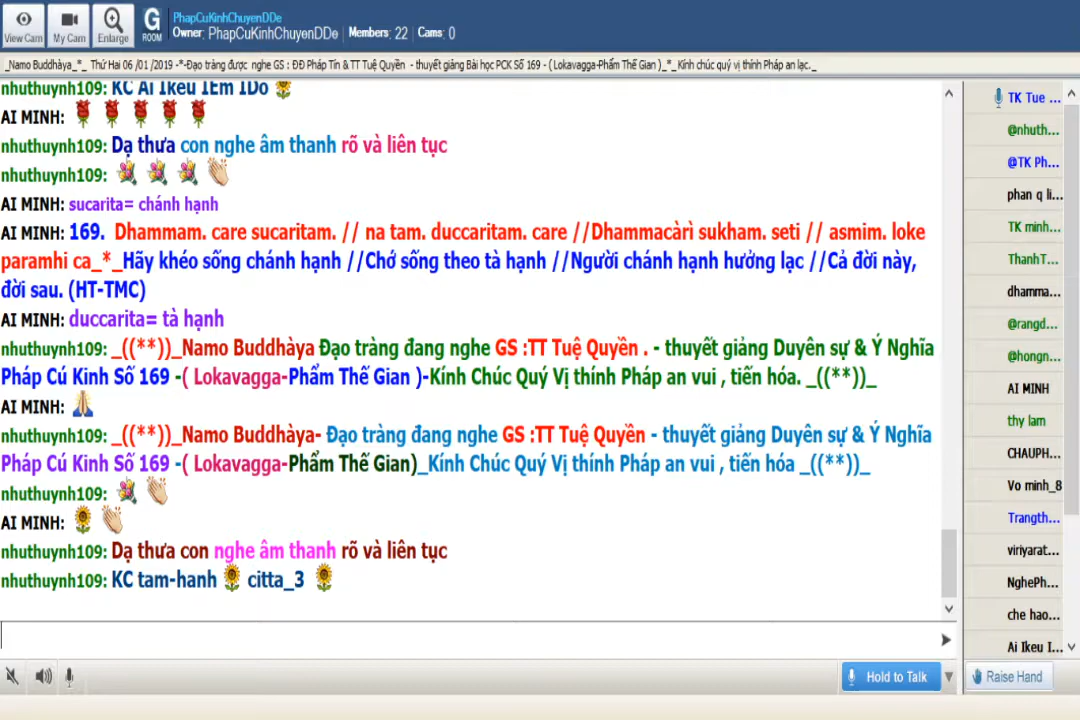 View Cam
My Cam
Enlarge
G
ROOM
PhapCuKinhChuyenDDe
Owner: PhapCuKinhChuyenDDe Members: 22 Cams: 0
_Namo Buddhàya_*_ Thứ Hai 06 /01 /2019 -*-Đạo tràng được nghe GS : ĐĐ Pháp Tín & TT Tuệ Quyền - thuyết giảng Bài học PCK Số 169 - ( Lokavagga-Phẩm Thế Gian )_*_Kính chúc quý vị thính Pháp an lạc._
nhuthuynh109: KC Ai Ikeu IEm IDo
AI MINH:
nhuthuynh109: Dạ thưa con nghe âm thanh rõ và liên tục
nhuthuynh109:
AI MINH: sucarita= chánh hạnh
AI MINH: 169. Dhammam. care sucaritam. // na tam. duccaritam. care //Dhammacàrì sukham. seti // asmim. loke
paramhi ca_*_Hãy khéo sống chánh hạnh //Chớ sống theo tà hạnh //Người chánh hạnh hưởng lạc //Cả đời này,
đời sau. (HT-TMC)
AI MINH: duccarita= tà hạnh
nhuthuynh109: _((**))_Namo Buddhàya Đạo tràng đang nghe GS :TT Tuệ Quyền . - thuyết giảng Duyên sự & Ý Nghĩa
Pháp Cú Kinh Số 169 -( Lokavagga-Phẩm Thế Gian )-Kính Chúc Quý Vị thính Pháp an vui , tiến hóa. _((**))_
AI MINH:
nhuthuynh109: _((**))_Namo Buddhàya- Đạo tràng đang nghe GS :TT Tuệ Quyền - thuyết giảng Duyên sự & Ý Nghĩa
Pháp Cú Kinh Số 169 -( Lokavagga-Phẩm Thế Gian)_Kính Chúc Quý Vị thính Pháp an vui , tiến hóa _((**))_
nhuthuynh109:
AI MINH:
nhuthuynh109: Dạ thưa con nghe âm thanh rõ và liên tục
nhuthuynh109: KC tam-hanh citta_3
TK Tue ...
@nhuth...
@TK Ph...
phan q li...
TK minh...
ThanhT...
dhamma...
@rangd...
@hongn...
AI MINH
thy lam
CHAUPH...
Vo minh_8
Trangth...
viriyarat...
NghePh...
che hao...
Ai Ikeu I...
Hold to Talk
Raise Hand